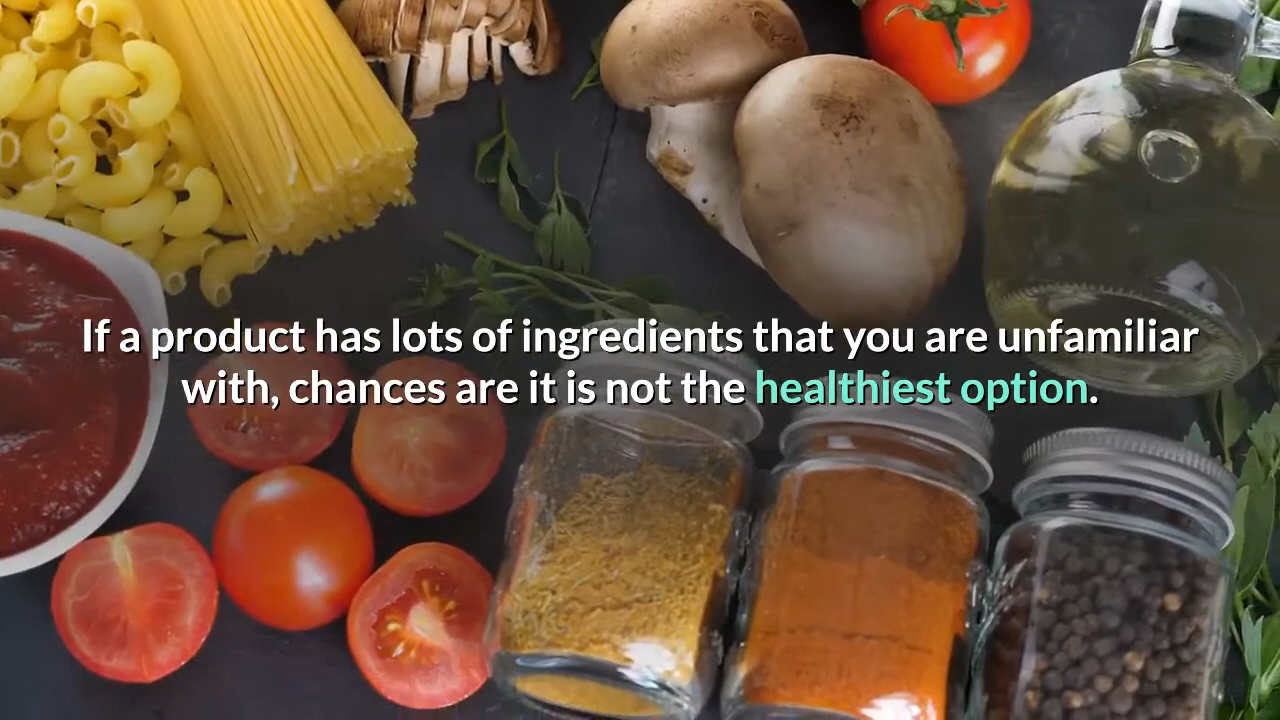 If a product has lots of ingredients that you are unfamiliar
with, chances are it is not the healthiest option.